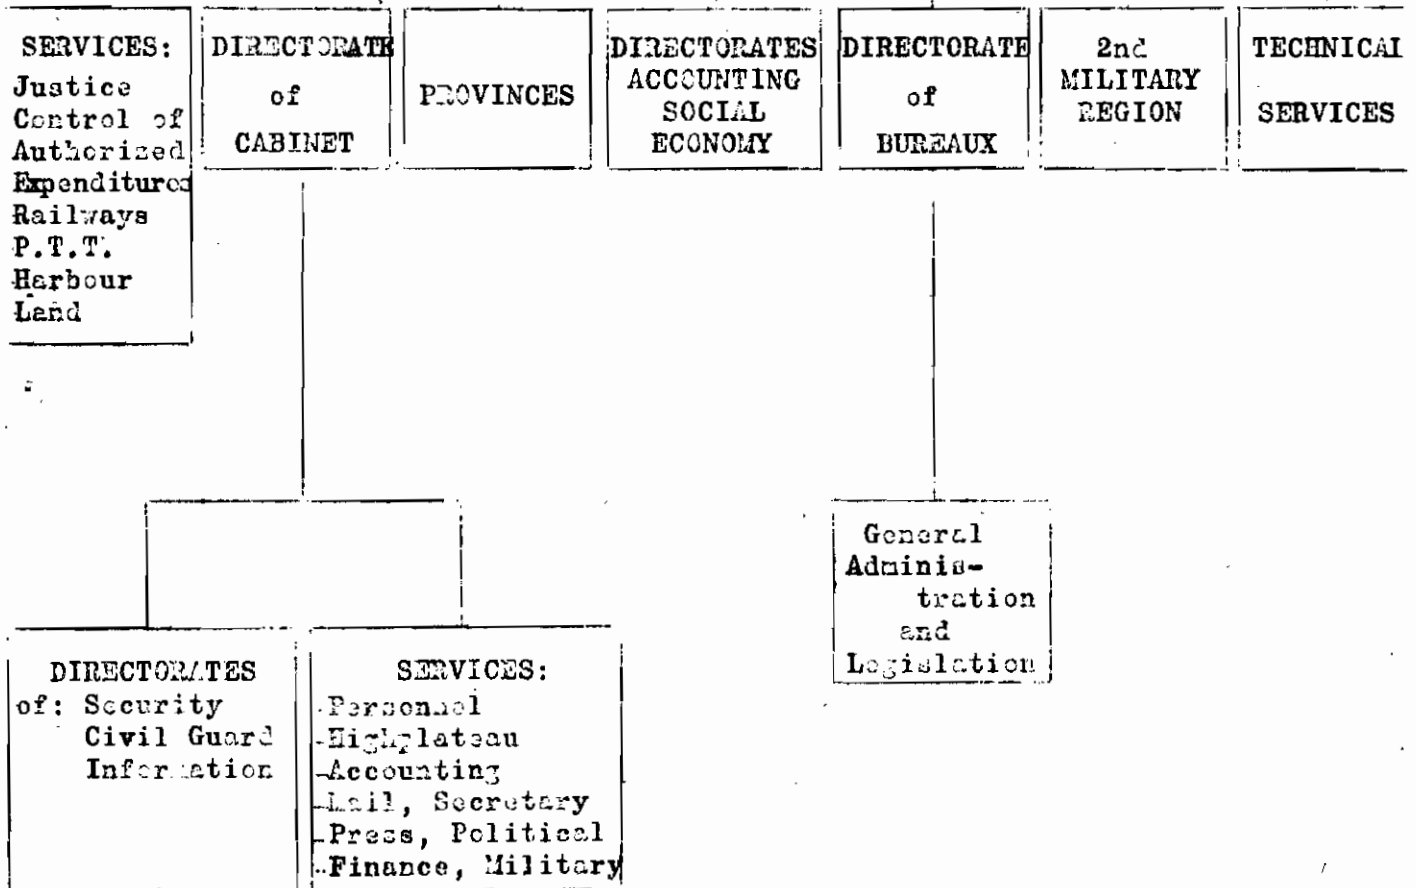 SERVICES:
Justice
Control of
Authorized
Expenditures
Railways
P.T.T.
Harbour
Land
DIRECTORATE
of
CABINET
PROVINCES
DIRECTORATES
ACCOUNTING
SOCIAL
ECONOMY
DIRECTORATE
of
BUREAUX
2nd
MILITARY
REGION
TECHNICAL
SERVICES
General
Adminis-
tration
and
Legislation
DIRECTORATES
of: Security
Civil Guard
Information
SERVICES:
-Personnel
-Highplateau
-Accounting
-Mail, Secretary
-Press, Political
-Finance, Military